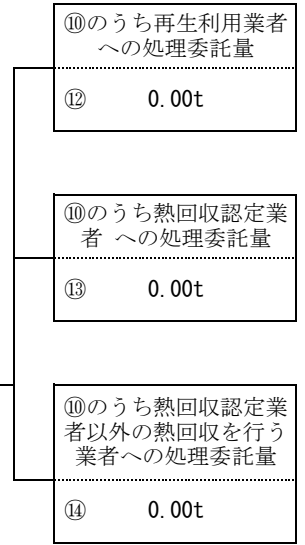 ⑩のうち再生利用業者
への処理委託量
⑫ 0.00t
⑩のうち熱回収認定業
者 への処理委託量
⑬ 0.00t
⑩のうち熱回収認定業
者以外の熱回収を行う
業者への処理委託量
⑭ 0.00t